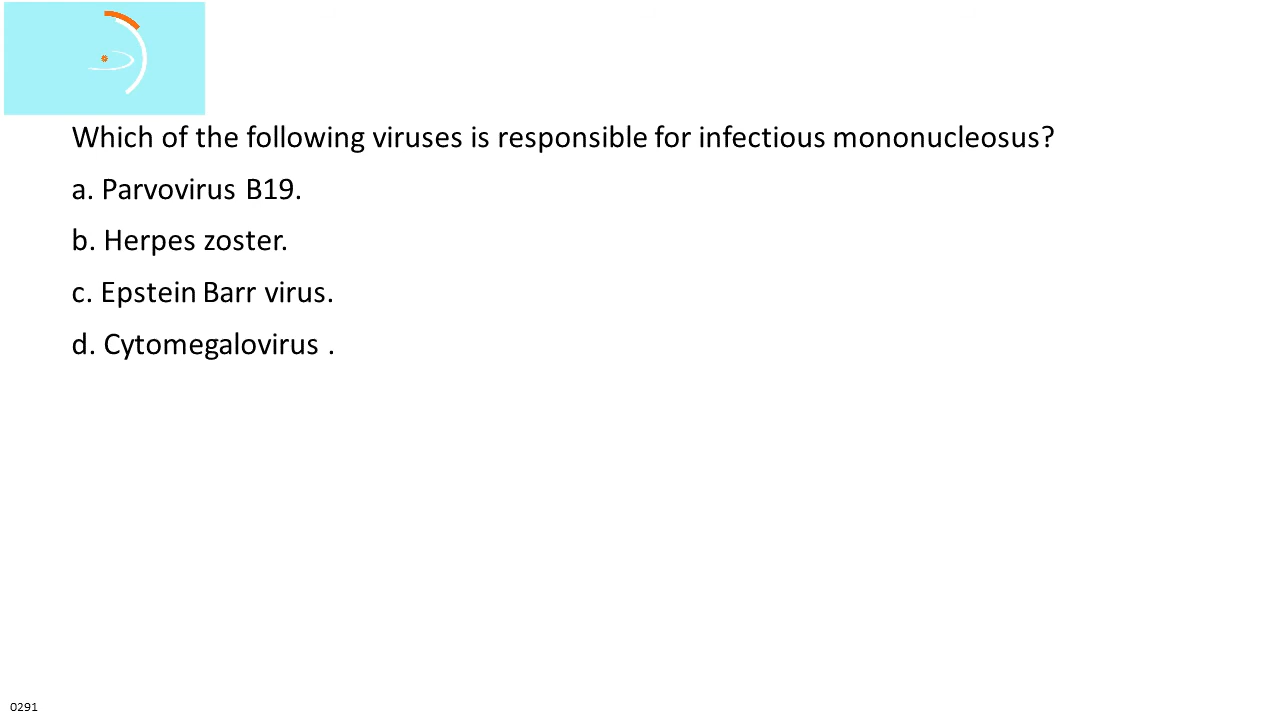 Which of the following viruses is responsible for infectious mononucleosus?
a. Parvovirus B19.
b. Herpes zoster.
c. Epstein Barr virus.
d. Cytomegalovirus .
0291